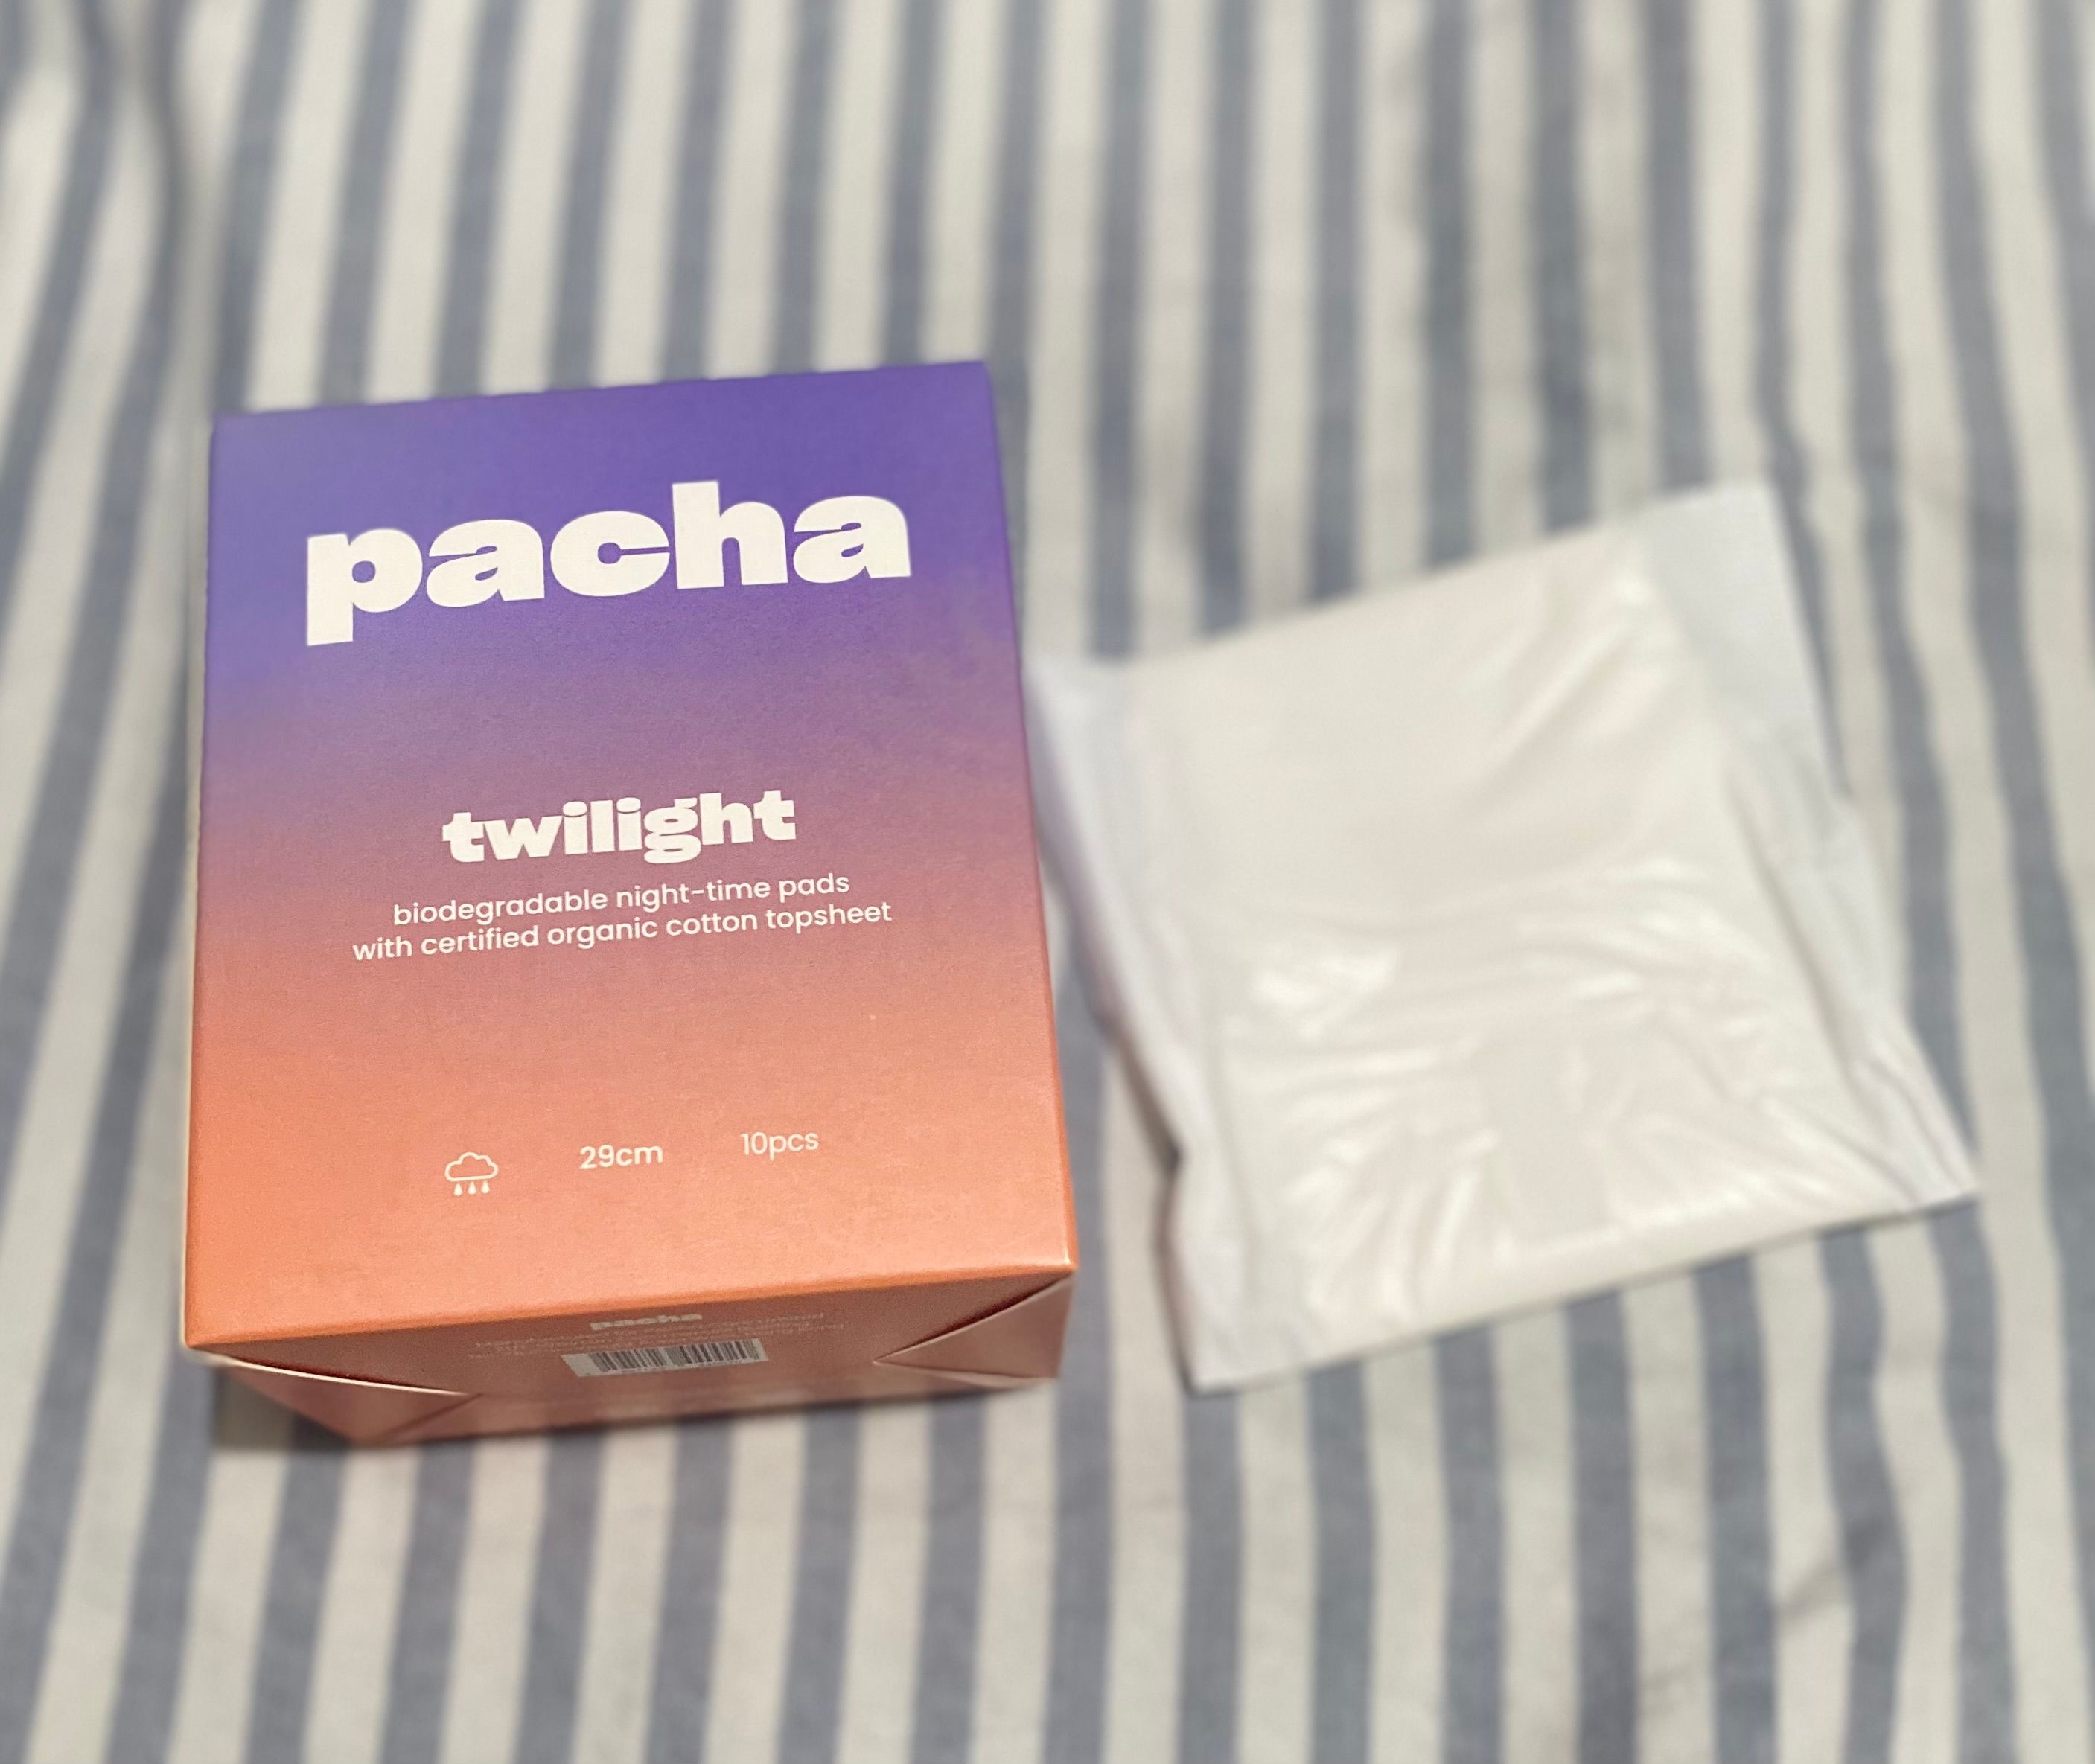 pacha
twilight
biodegradable night-time pads
with certified organic cotton topsheet
29cm
10pcs
pacha